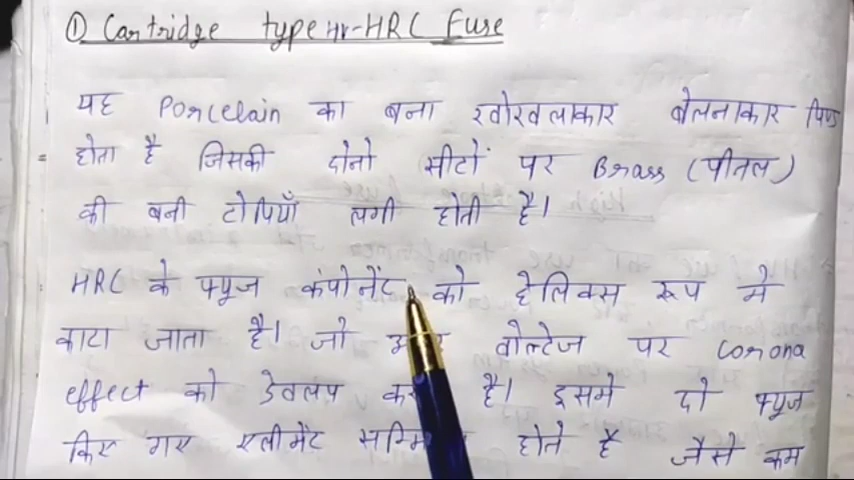 ① Cartridge type HV-HRC Fuse
यह Porcelain का बना खोखलाकार बेलनाकार
होता है जिसकी दोनो सीटों पर Brass (पीतल)
की बनी टोपियाँ लगी होती है।
HRC के फ्यूज कंपोनेंट को हेलिक्स रूप मे
काटा जाता है। जो वोल्टेज पर Corona
effect को डेवलप है। इसमे दो फ्यूज
किए गए एलीमेंट होते है जैसे कम